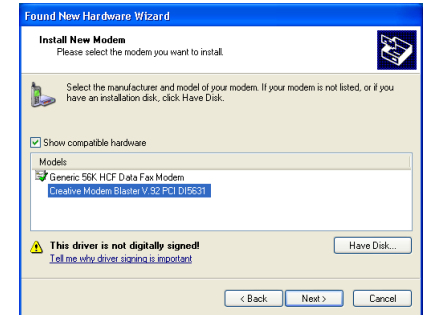 Found New Hardware Wizard
Install New Modem
Please select the modem you want to install.
Select the manufacturer and model of your modem. If your modem is not listed, or if you
have an installation disk, click Have Disk.
Show compatible hardware
Models
Generic 56K HCF Data Fax Modem
Creative Modem Blaster V.92 PCI DI5631
This driver is not digitally signed!
Have Disk...
Tell me why driver signing is important
< Back
Next >
Cancel